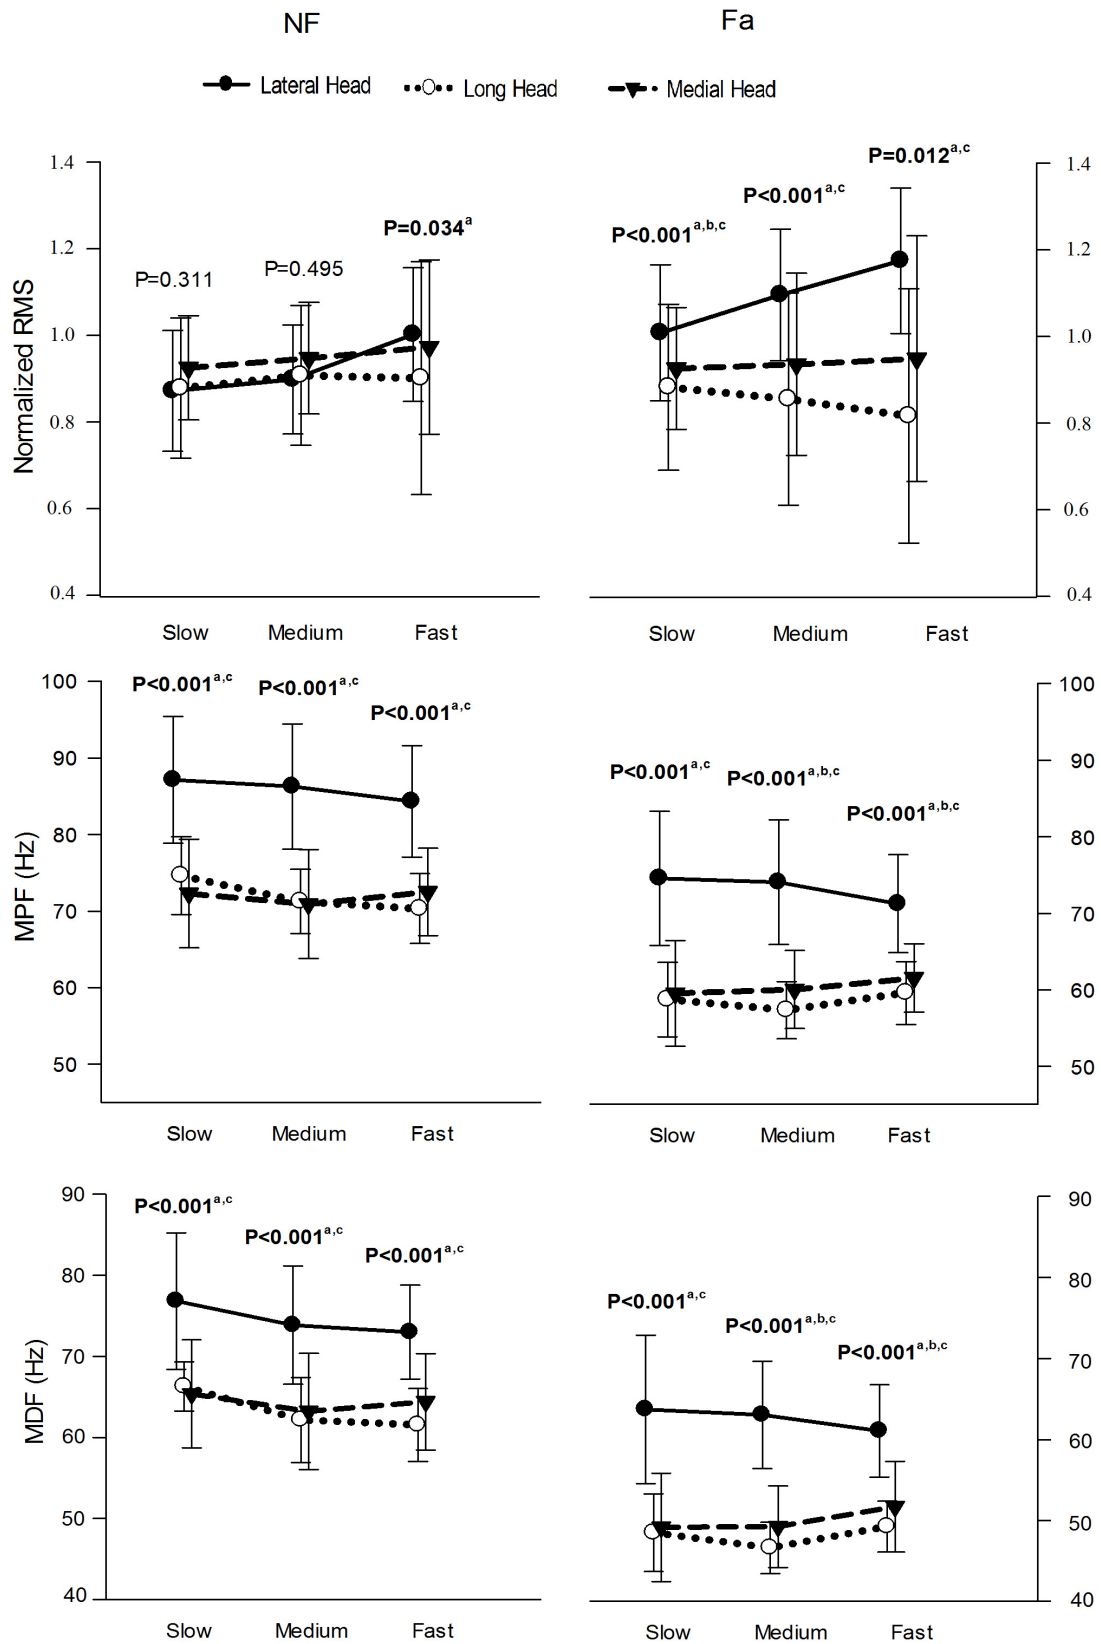 NF Fa
Lateral Head Long Head Medial Head
Normalized RMS
1.4
1.2
1.0
0.8
0.6
0.4
P=0.311
P=0.495
P=0.034a
Slow Medium Fast
P<0.001a,b,c
P<0.001a,c
P=0.012a,c
1.4
1.2
1.0
0.8
0.6
0.4
Slow Medium Fast
MPF (Hz)
100
90
80
70
60
50
P<0.001a,c
P<0.001a,c
P<0.001a,c
Slow Medium Fast
P<0.001a,c
P<0.001a,b,c
P<0.001a,b,c
100
90
80
70
60
50
Slow Medium Fast
MDF (Hz)
90
80
70
60
50
40
P<0.001a,c
P<0.001a,c
P<0.001a,c
Slow Medium Fast
P<0.001a,c
P<0.001a,b,c
P<0.001a,b,c
90
80
70
60
50
40
Slow Medium Fast